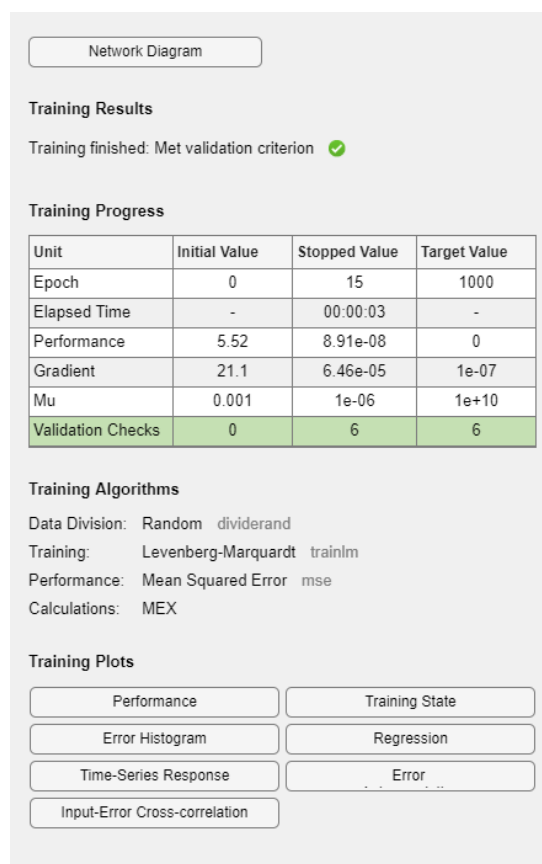 Network Diagram
Training Results
Training finished: Met validation criterion
Training Progress
Unit Initial Value Stopped Value Target Value
Epoch 0 15 1000
Elapsed Time - 00:00:03 -
Performance 5.52 8.91e-08 0
Gradient 21.1 6.46e-05 1e-07
Mu 0.001 1e-06 1e+10
Validation Checks 0 6 6
Training Algorithms
Data Division: Random dividerand
Training: Levenberg-Marquardt trainlm
Performance: Mean Squared Error mse
Calculations: MEX
Training Plots
Performance Training State
Error Histogram Regression
Time-Series Response Error
Input-Error Cross-correlation